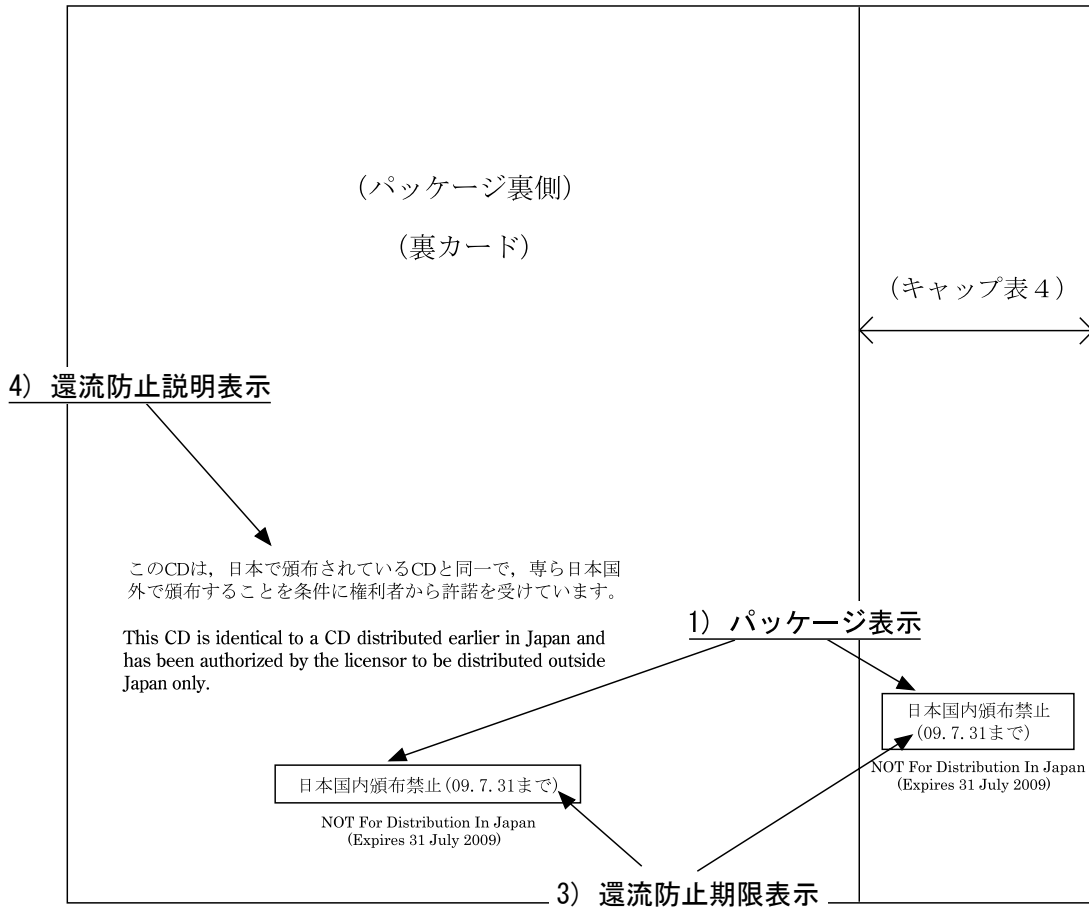 （パッケージ裏側）
（裏カード）
（キャップ表４）
4) 還流防止説明表示
このCDは，日本で頒布されているCDと同一で，専ら日本国
外で頒布することを条件に権利者から許諾を受けています。
This CD is identical to a CD distributed earlier in Japan and
has been authorized by the licensor to be distributed outside
Japan only.
1) パッケージ表示
日本国内頒布禁止
(09.7.31まで)
NOT For Distribution In Japan
(Expires 31 July 2009)
日本国内頒布禁止(09.7.31まで)
NOT For Distribution In Japan
(Expires 31 July 2009)
3) 還流防止期限表示